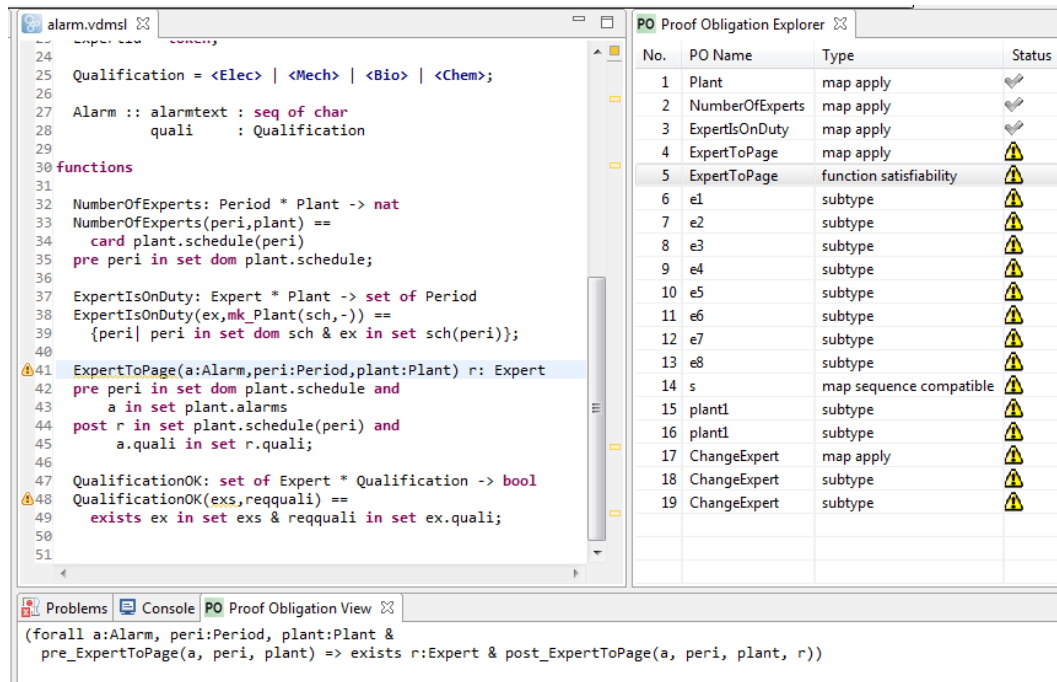 alarm.vdmsl
24
25 Qualification = <Elec> | <Mech> | <Bio> | <Chem>;
26
27 Alarm :: alarmtext : seq of char
28 quali : Qualification
29
30 functions
31
32 NumberOfExperts: Period * Plant -> nat
33 NumberOfExperts(peri,plant) ==
34 card plant.schedule(peri)
35 pre peri in set dom plant.schedule;
36
37 ExpertIsOnDuty: Expert * Plant -> set of Period
38 ExpertIsOnDuty(ex,mk_Plant(sch,-)) ==
39 {peri| peri in set dom sch & ex in set sch(peri)};
40
41 ExpertToPage(a:Alarm,peri:Period,plant:Plant) r: Expert
42 pre peri in set dom plant.schedule and
43 a in set plant.alarms
44 post r in set plant.schedule(peri) and
45 a.quali in set r.quali;
46
47 QualificationOK: set of Expert * Qualification -> bool
48 QualificationOK(exs,reqquali) ==
49 exists ex in set exs & reqquali in set ex.quali;
50
51
PO Proof Obligation Explorer
No. PO Name Type Status
1 Plant map apply
2 NumberOfExperts map apply
3 ExpertIsOnDuty map apply
4 ExpertToPage map apply
5 ExpertToPage function satisfiability
6 e1 subtype
7 e2 subtype
8 e3 subtype
9 e4 subtype
10 e5 subtype
11 e6 subtype
12 e7 subtype
13 e8 subtype
14 s map sequence compatible
15 plant1 subtype
16 plant1 subtype
17 ChangeExpert map apply
18 ChangeExpert subtype
19 ChangeExpert subtype
Problems Console PO Proof Obligation View
(forall a:Alarm, peri:Period, plant:Plant &
pre_ExpertToPage(a, peri, plant) => exists r:Expert & post_ExpertToPage(a, peri, plant, r))